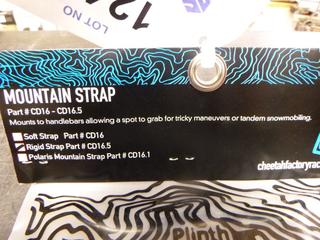 LOT NO
MOUNTAIN STRAP
Part # CD16 - CD16.5
Mounts to handlebars allowing a spot to grab for tricky maneuvers or tandem snowmobiling.
Soft Strap Part # CD16
Rigid Strap Part # CD16.5
Polaris Mountain Strap Part # CD16.1
cheetahfactoryrac
Plinth